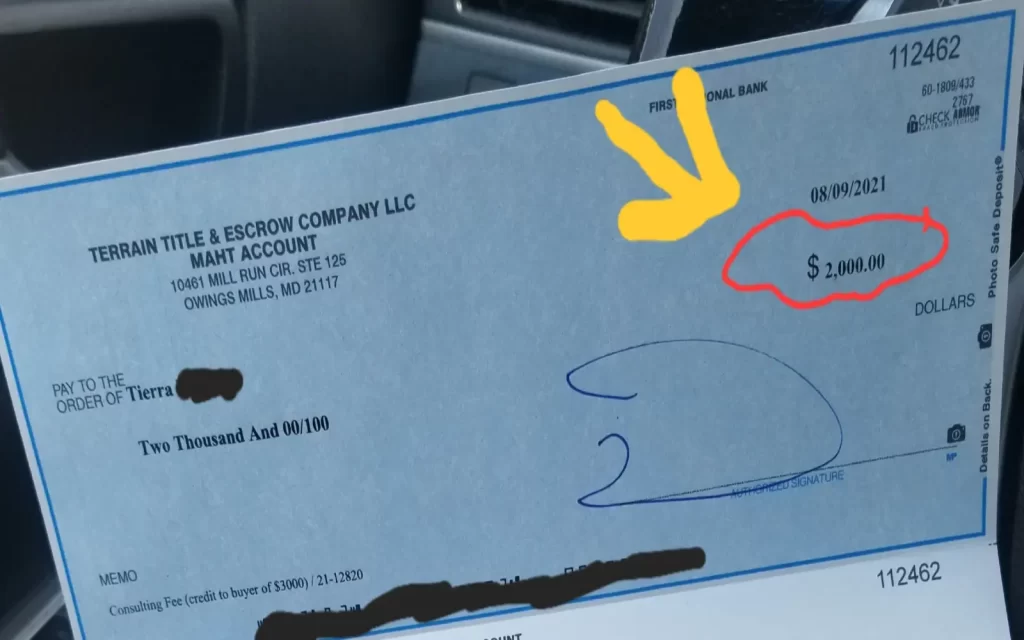 112462
FIRST ONAL BANK
60-1809/433
2787
CHECK ARMOR
08/09/2021
TERRAIN TITLE & ESCROW COMPANY LLC
MAHT ACCOUNT
10461 MILL RUN CIR. STE 125
OWINGS MILLS, MD 21117
$ 2,000.00
DOLLARS
PAY TO THE
ORDER OF Tierra
Two Thousand And 00/100
AUTHORIZED SIGNATURE
MP
Photo Safe Deposit®
Details on Back.
MEMO
Consulting Fee (credit to buyer of $3000) / 21-12820
112462